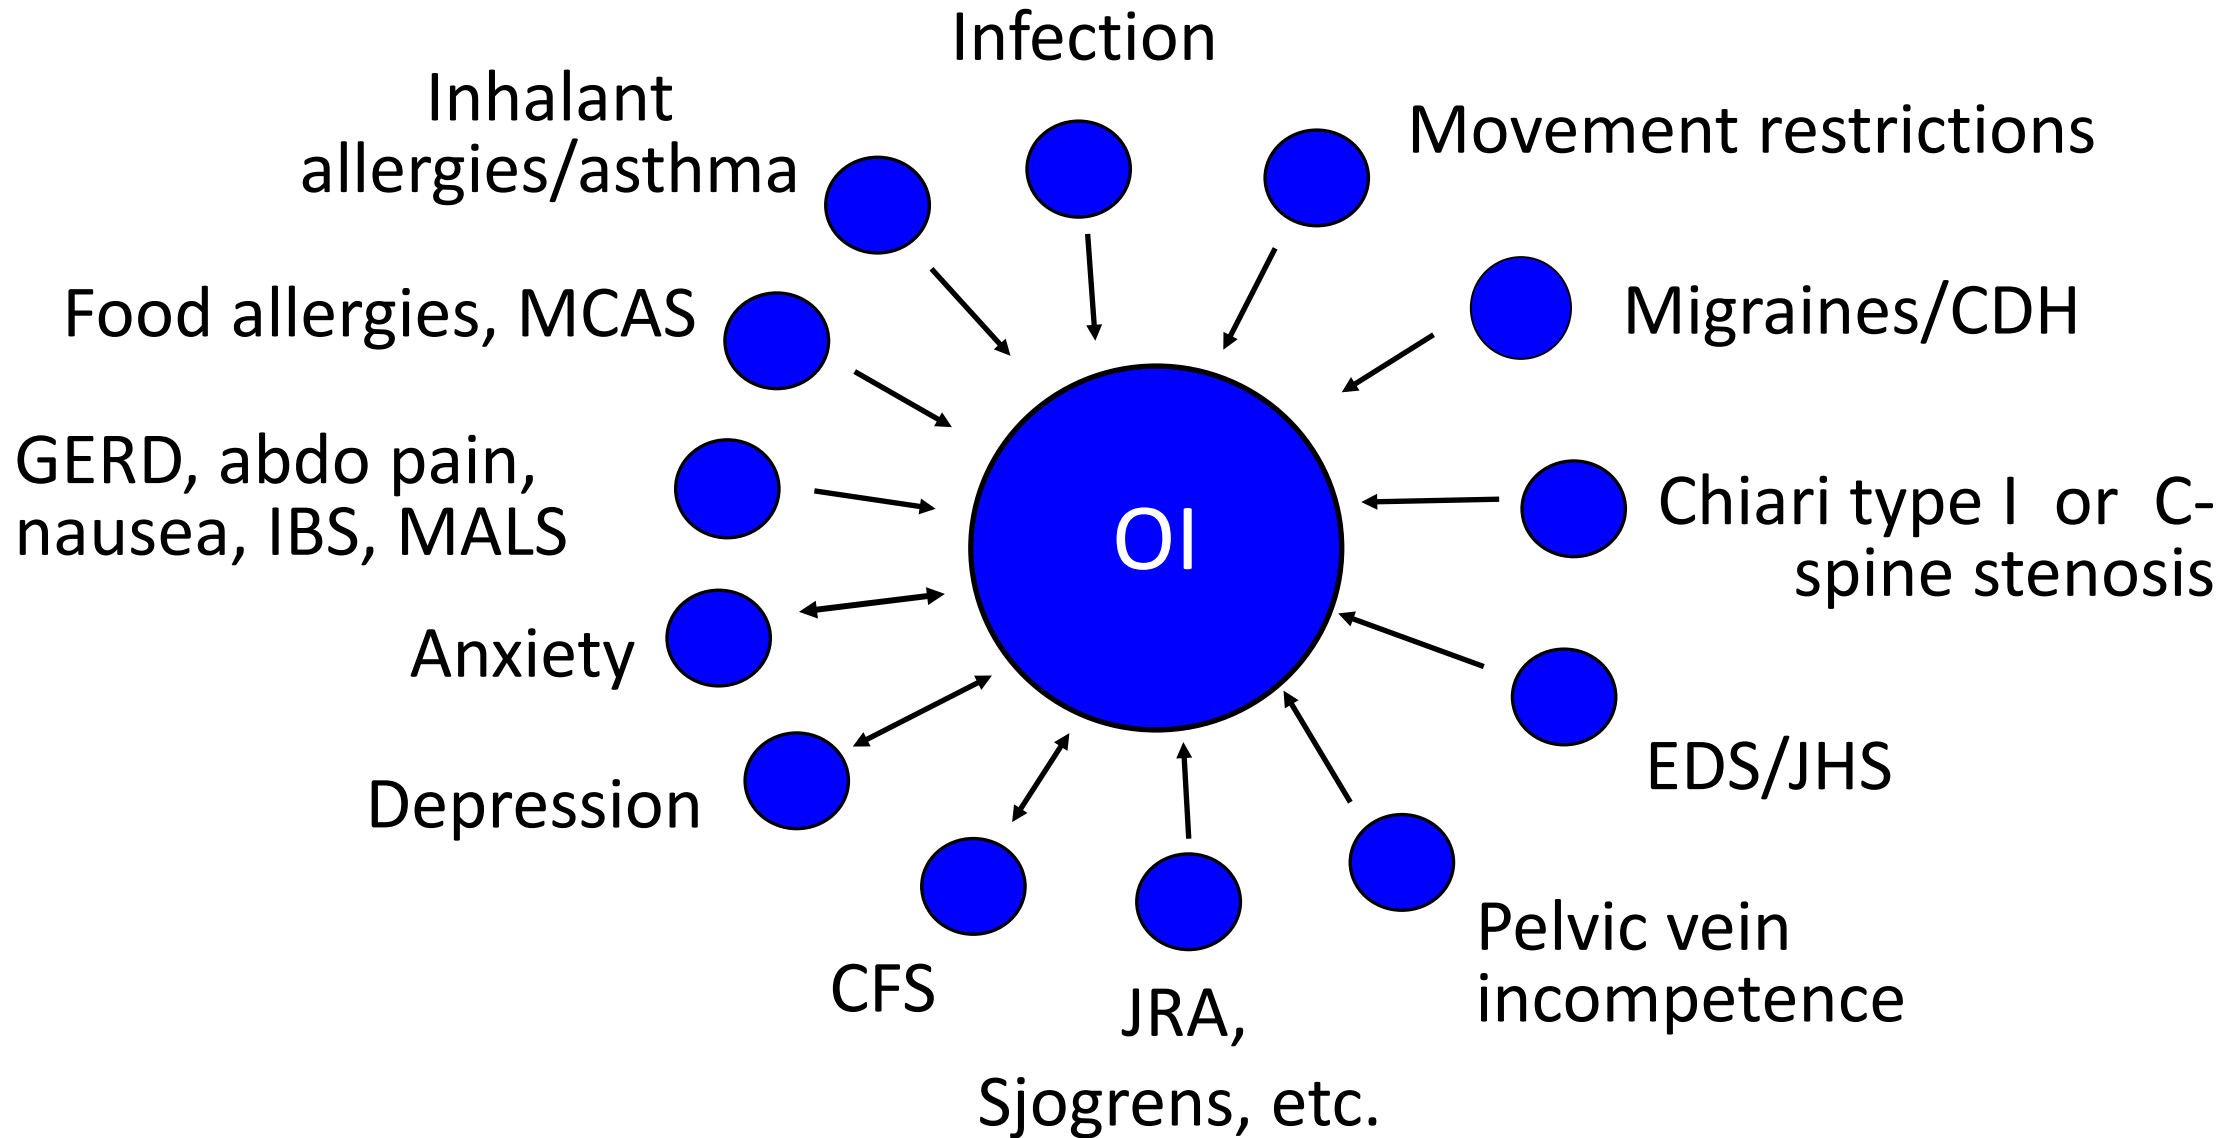 Infection
Inhalant
allergies/asthma
Movement restrictions
Food allergies, MCAS
Migraines/CDH
GERD, abdo pain,
nausea, IBS, MALS
OI
Chiari type I  or  C-
spine stenosis
Anxiety
EDS/JHS
Depression
Pelvic vein
incompetence
CFS
JRA,
Sjogrens, etc.